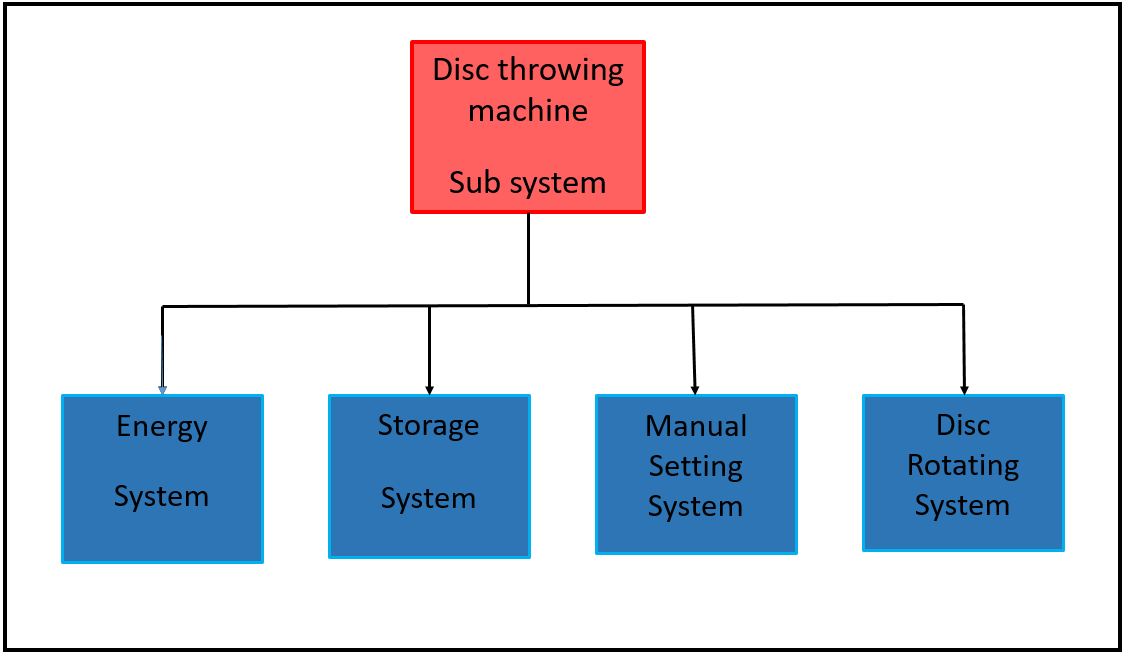 Disc throwing
machine
Sub system
Energy
System
Storage
System
Manual
Setting
System
Disc
Rotating
System